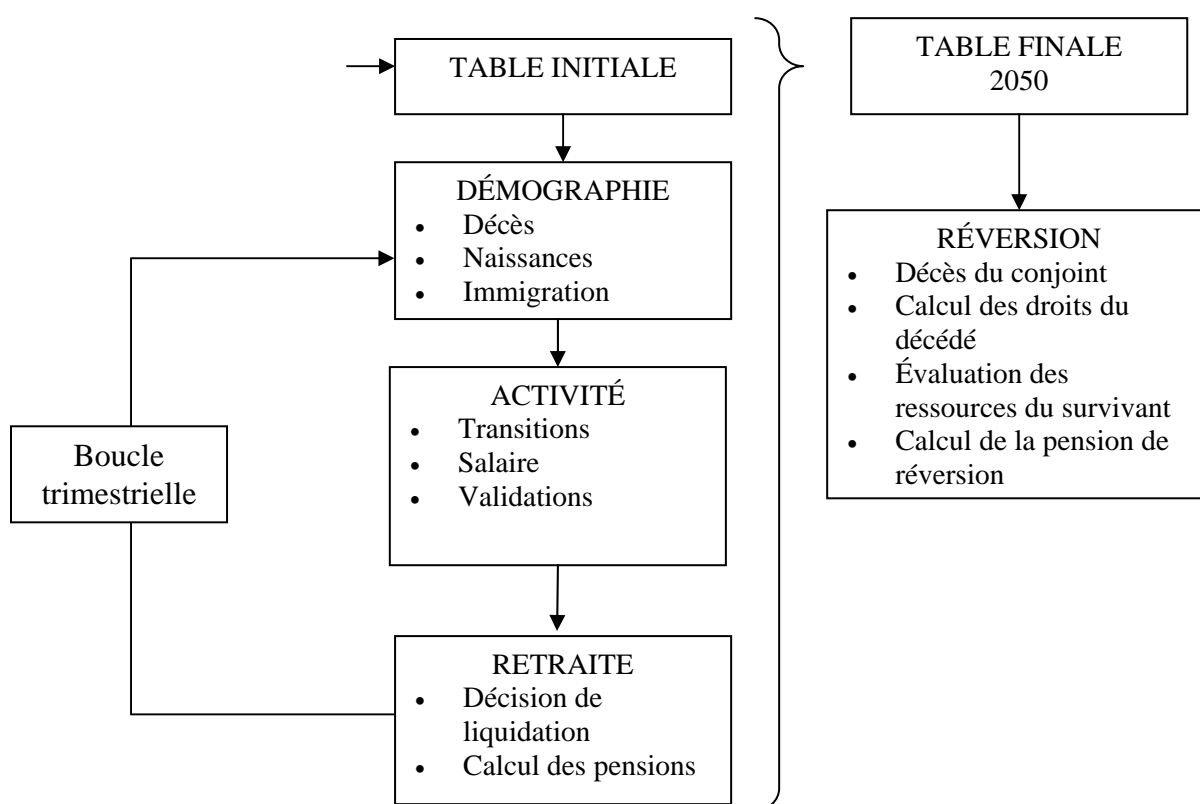 TABLE INITIALE
DÉMOGRAPHIE
• Décès
• Naissances
• Immigration
ACTIVITÉ
• Transitions
• Salaire
• Validations
Boucle
trimestrielle
RETRAITE
• Décision de
liquidation
• Calcul des pensions
TABLE FINALE
2050
RÉVERSION
• Décès du conjoint
• Calcul des droits du
décédé
• Évaluation des
ressources du survivant
• Calcul de la pension de
réversion